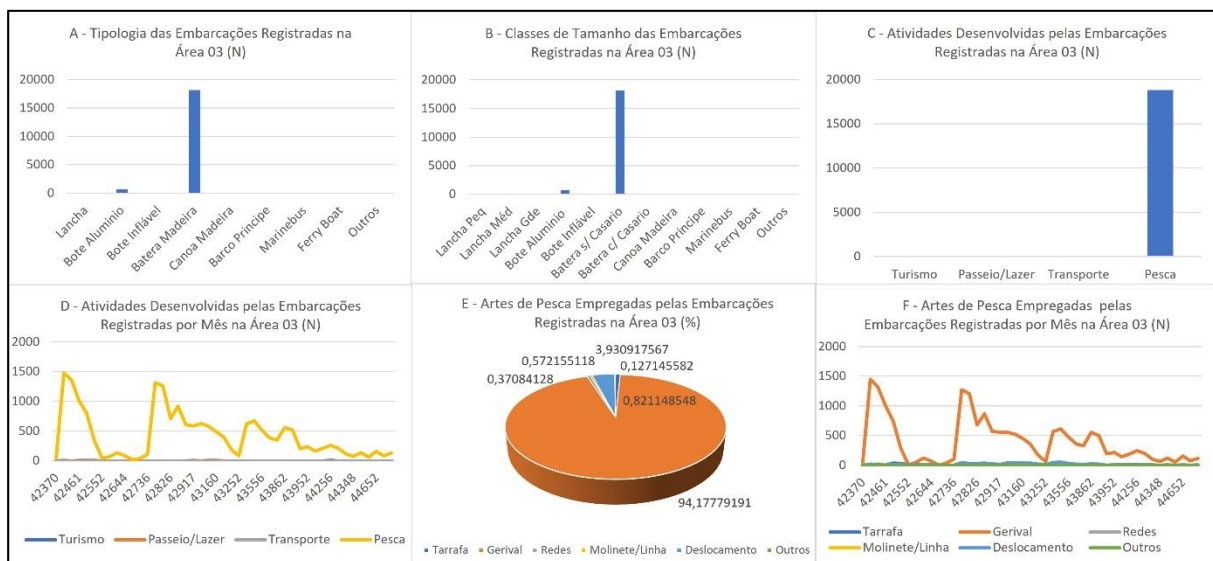 A - Tipologia das Embarcações Registradas na
Área 03 (N)
20000
15000
10000
5000
0
Lancha
Bote Aluminio
Bote Inflável
Batera Madeira
Canoa Madeira
Barco Principe
Marinebus
Ferry Boat
Outros
B - Classes de Tamanho das Embarcações
Registradas na Área 03 (N)
20000
15000
10000
5000
0
Lancha Peq
Lancha Méd
Lancha Gde
Bote Aluminio
Bote Inflável
Batera s/ Casario
Batera c/ Casario
Canoa Madeira
Barco Principe
Marinebus
Ferry Boat
Outros
C - Atividades Desenvolvidas pelas Embarcações
Registradas na Área 03 (N)
20000
15000
10000
5000
0
Turismo Passeio/Lazer Transporte Pesca
D - Atividades Desenvolvidas pelas Embarcações
Registradas por Mês na Área 03 (N)
2000
1500
1000
500
0
42370
42461
42552
42644
42736
42826
42917
43160
43252
43556
43862
43952
44256
44348
44652
Turismo Passeio/Lazer Transporte Pesca
E - Artes de Pesca Empregadas pelas Embarcações
Registradas na Área 03 (%)
0,572155118 3,930917567
0,127145582
0,37084128
0,821148548
94,17779191
Tarrafa Gerival Redes Molinete/Linha Deslocamento Outros
F - Artes de Pesca Empregadas pelas
Embarcações Registradas por Mês na Área 03 (N)
2000
1500
1000
500
0
42370
42461
42552
42644
42736
42826
42917
43160
43252
43556
43862
43952
44256
44348
44652
Tarrafa Gerival Redes
Molinete/Linha Deslocamento Outros